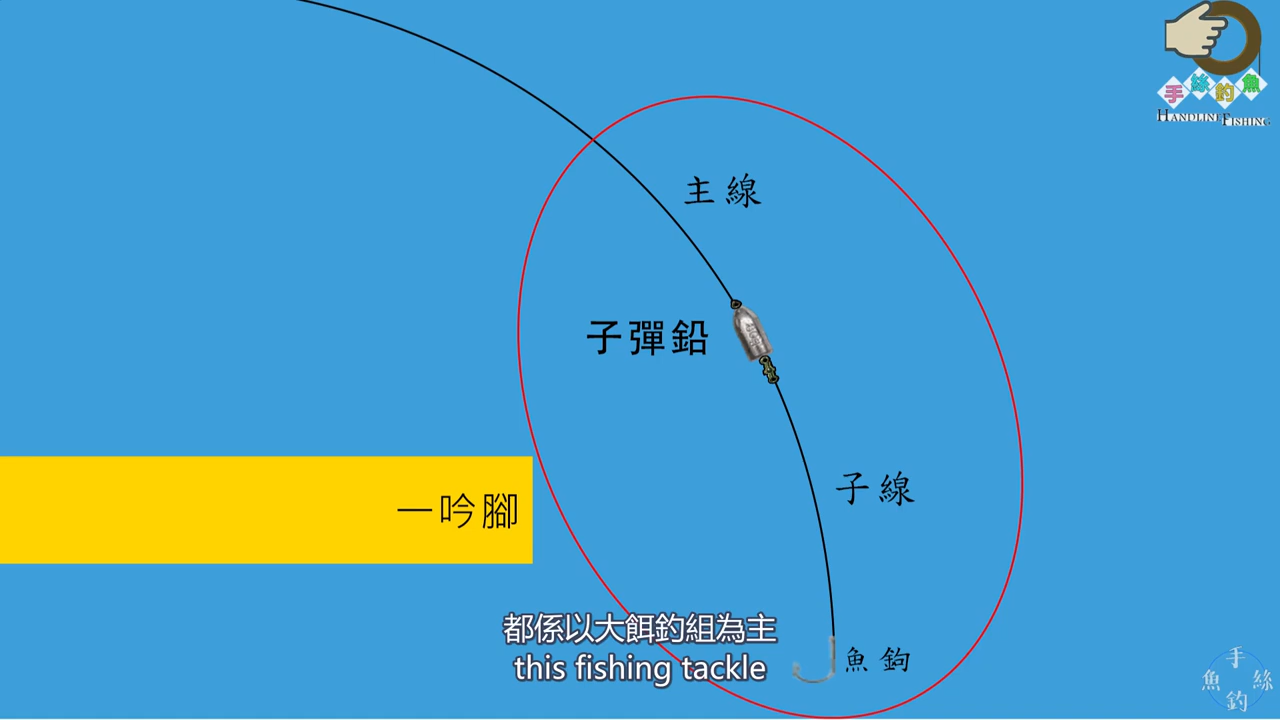 手絲釣魚
HANDLINE FISHING
主線
子彈鉛
子線
一吟腳
都係以大餌釣組為主
this fishing tackle
魚鉤
手
魚 絲
釣